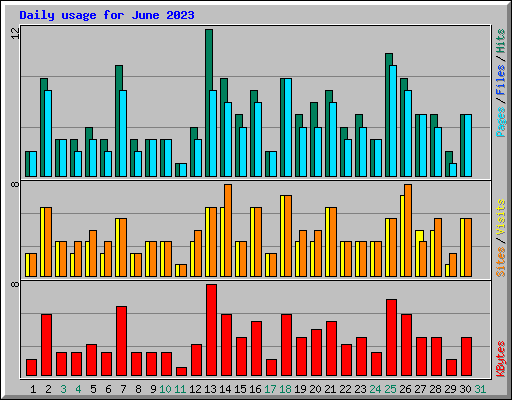 Daily usage for June 2023
12
8
8
Pages / Files / Hits
Sites / Visits
KBytes
1 2 3 4 5 6 7 8 9 10 11 12 13 14 15 16 17 18 19 20 21 22 23 24 25 26 27 28 29 30 31